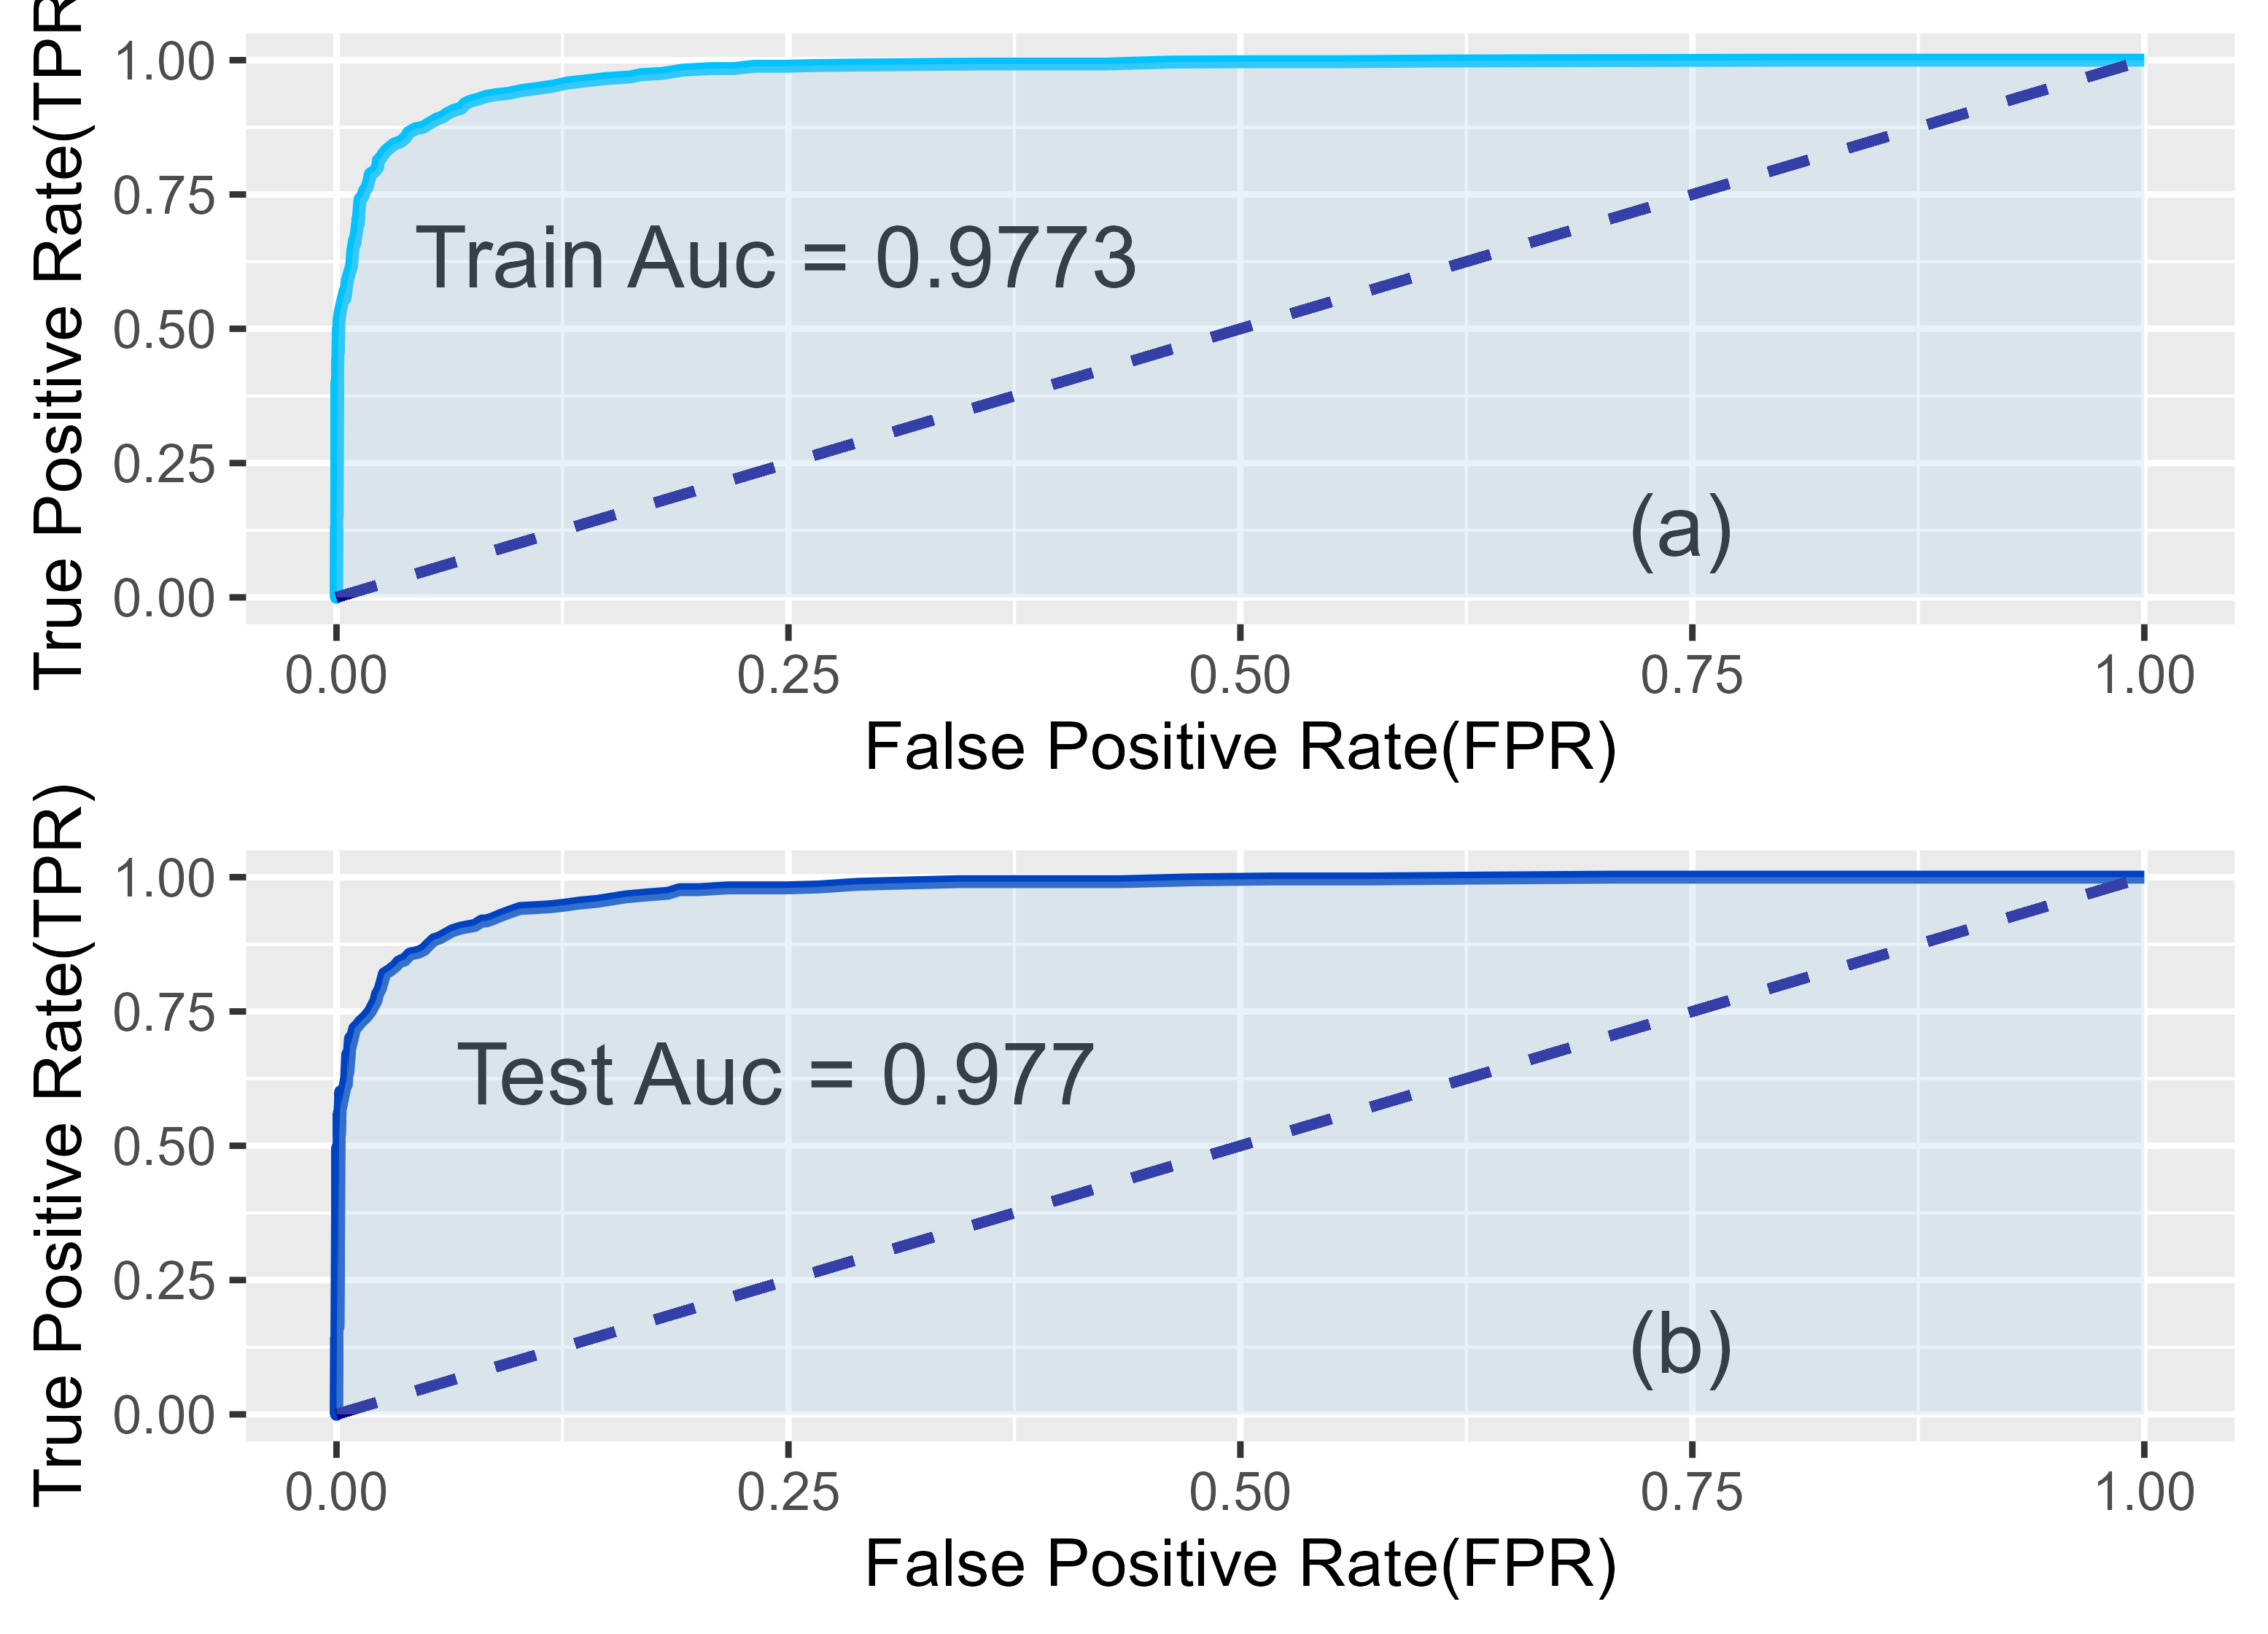 True Positive Rate(TPR
1.00
0.75
0.50
0.25
0.00
Train Auc = 0.9773
(a)
0.00 0.25 0.50 0.75 1.00
False Positive Rate(FPR)
True Positive Rate(TPR)
1.00
0.75
0.50
0.25
0.00
Test Auc = 0.977
(b)
0.00 0.25 0.50 0.75 1.00
False Positive Rate(FPR)